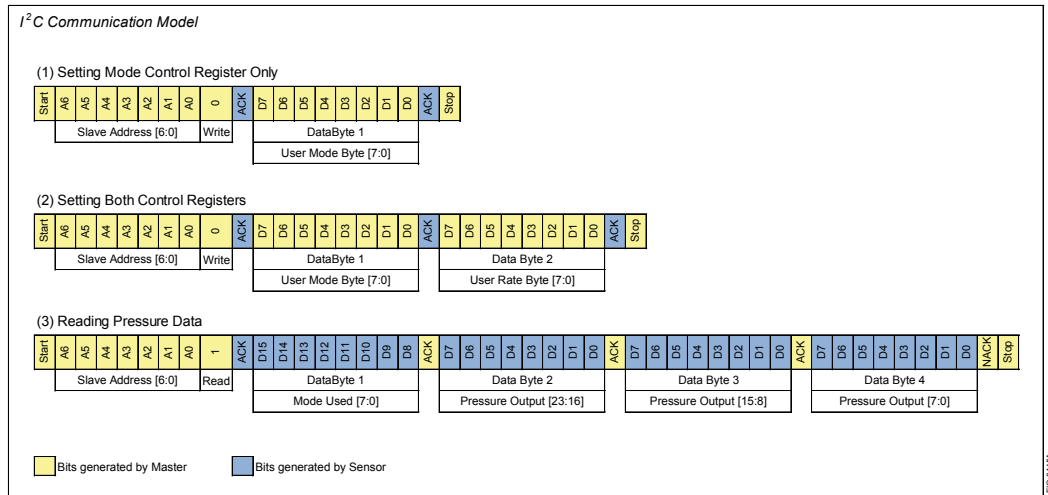 I²C Communication Model
(1) Setting Mode Control Register Only
Start A6 A5 A4 A3 A2 A1 A0 0 ACK D7 D6 D5 D4 D3 D2 D1 D0 ACK Stop
Slave Address [6:0] Write DataByte 1
User Mode Byte [7:0]
(2) Setting Both Control Registers
Start A6 A5 A4 A3 A2 A1 A0 0 ACK D7 D6 D5 D4 D3 D2 D1 D0 ACK D7 D6 D5 D4 D3 D2 D1 D0 ACK Stop
Slave Address [6:0] Write DataByte 1 Data Byte 2
User Mode Byte [7:0] User Rate Byte [7:0]
(3) Reading Pressure Data
Start A6 A5 A4 A3 A2 A1 A0 1 ACK D15 D14 D13 D12 D11 D10 D9 D8 ACK D7 D6 D5 D4 D3 D2 D1 D0 ACK D7 D6 D5 D4 D3 D2 D1 D0 ACK D7 D6 D5 D4 D3 D2 D1 D0 NACK Stop
Slave Address [6:0] Read DataByte 1 Data Byte 2 Data Byte 3 Data Byte 4
Mode Used [7:0] Pressure Output [23:16] Pressure Output [15:8] Pressure Output [7:0]
Bits generated by Master Bits generated by Sensor